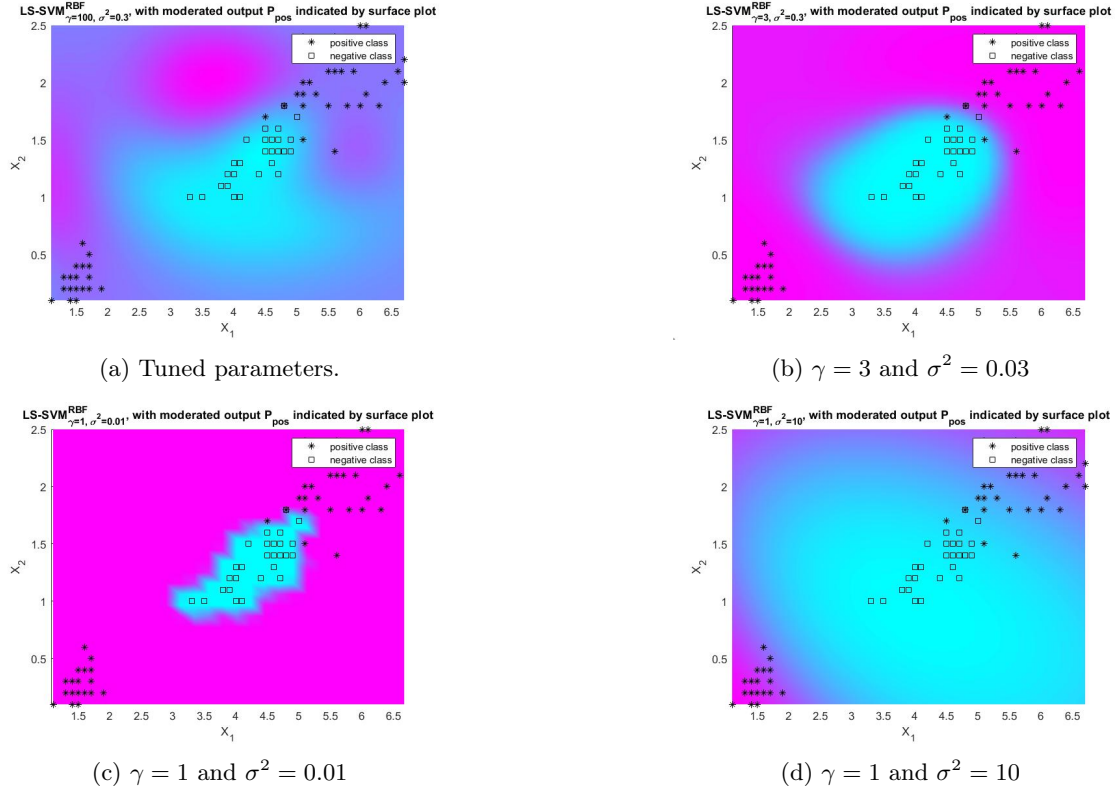 LS-SVM^RBF_γ=100, σ²=0.3, with moderated output P_pos indicated by surface plot
positive class
negative class
2.5
2
1.5
1
0.5
X_2
1.5 2 2.5 3 3.5 4 4.5 5 5.5 6 6.5
X_1
(a) Tuned parameters.
LS-SVM^RBF_γ=3, σ²=0.3, with moderated output P_pos indicated by surface plot
positive class
negative class
2.5
2
1.5
1
0.5
X_2
1.5 2 2.5 3 3.5 4 4.5 5 5.5 6 6.5
X_1
(b) γ = 3 and σ² = 0.03
LS-SVM^RBF_γ=1, σ²=0.01, with moderated output P_pos indicated by surface plot
positive class
negative class
2.5
2
1.5
1
0.5
X_2
1.5 2 2.5 3 3.5 4 4.5 5 5.5 6 6.5
X_1
(c) γ = 1 and σ² = 0.01
LS-SVM^RBF_γ=1, σ²=10, with moderated output P_pos indicated by surface plot
positive class
negative class
2.5
2
1.5
1
0.5
X_2
1.5 2 2.5 3 3.5 4 4.5 5 5.5 6 6.5
X_1
(d) γ = 1 and σ² = 10